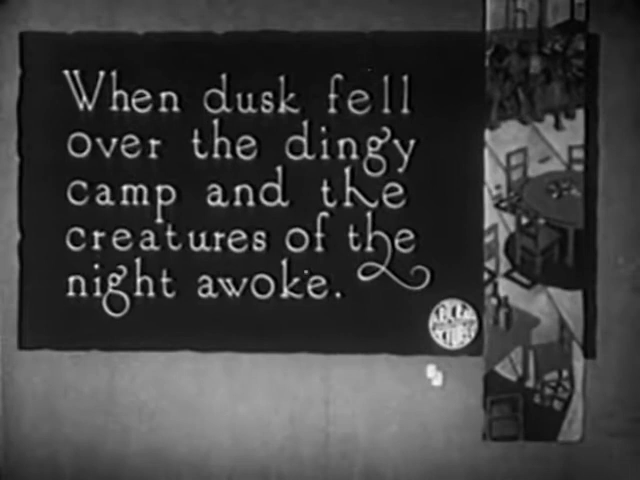 When dusk fell
over the dingy
camp and the
creatures of the
night awoke.